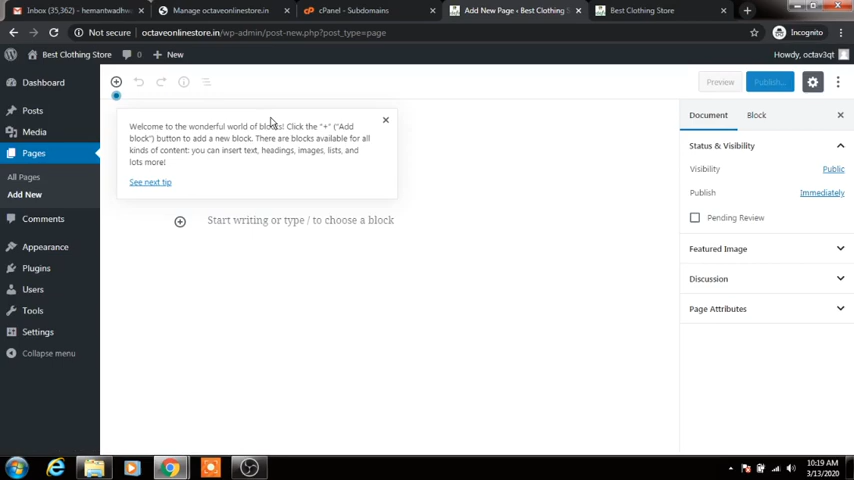 Inbox (35,362) - hemantwadhw
Manage octaveonlinestore.in
cPanel - Subdomains
Add New Page ‹ Best Clothing S
Best Clothing Store
Not secure
octaveonlinestore.in/wp-admin/post-new.php?post_type=page
Incognito
Best Clothing Store
0
New
Howdy, octav3qt
Dashboard
Posts
Media
Pages
All Pages
Add New
Comments
Appearance
Plugins
Users
Tools
Settings
Collapse menu
Preview
Publish...
Welcome to the wonderful world of blocks! Click the "+" ("Add
block") button to add a new block. There are blocks available for all
kinds of content: you can insert text, headings, images, lists, and
lots more!
See next tip
Start writing or type / to choose a block
Document
Block
Status & Visibility
Visibility
Public
Publish
Immediately
Pending Review
Featured Image
Discussion
Page Attributes
10:19 AM
3/13/2020